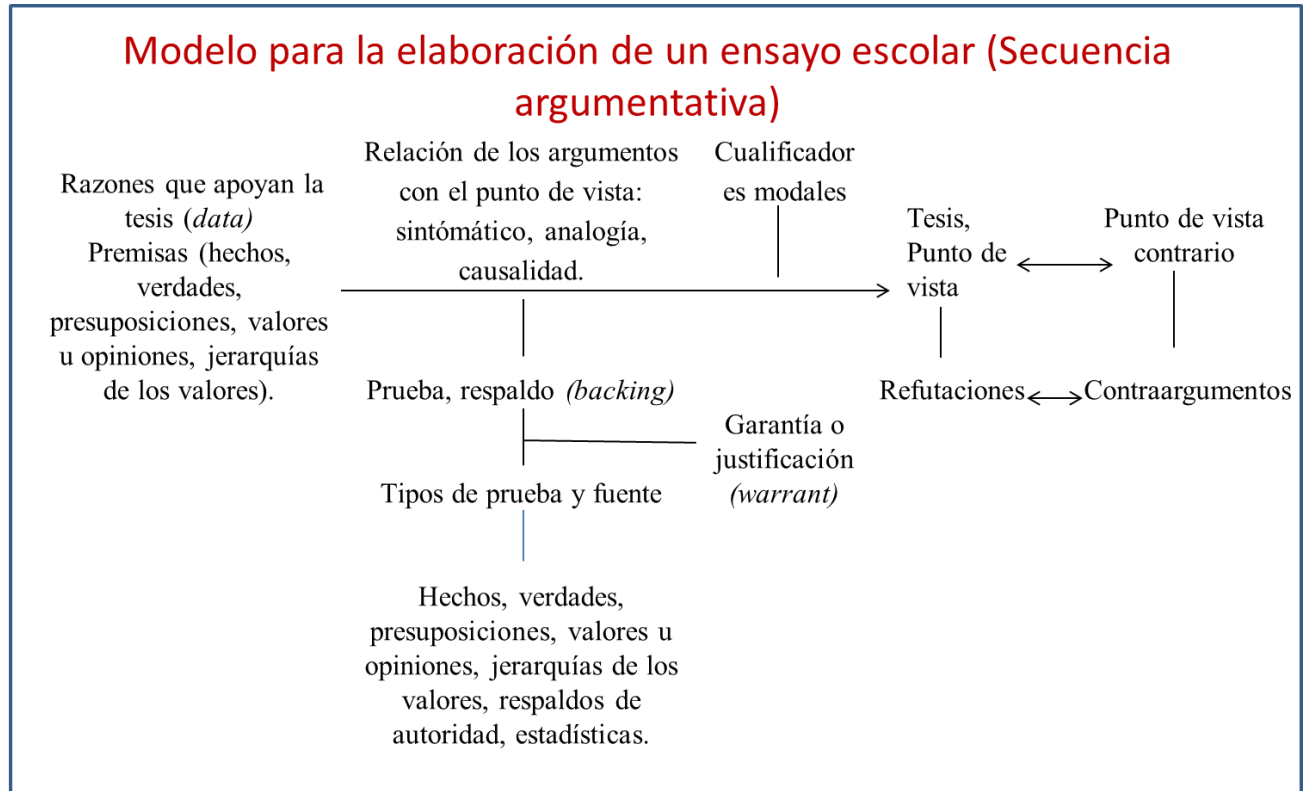 Modelo para la elaboración de un ensayo escolar (Secuencia
argumentativa)
Razones que apoyan la
tesis (data)
Premisas (hechos,
verdades,
presuposiciones, valores
u opiniones, jerarquías
de los valores).
Relación de los argumentos
con el punto de vista:
sintómático, analogía,
causalidad.
Cualificador
es modales
Tesis,
Punto de
vista
Punto de vista
contrario
Prueba, respaldo (backing)
Refutaciones
Contraargumentos
Garantía o
justificación
(warrant)
Tipos de prueba y fuente
Hechos, verdades,
presuposiciones, valores u
opiniones, jerarquías de los
valores, respaldos de
autoridad, estadísticas.